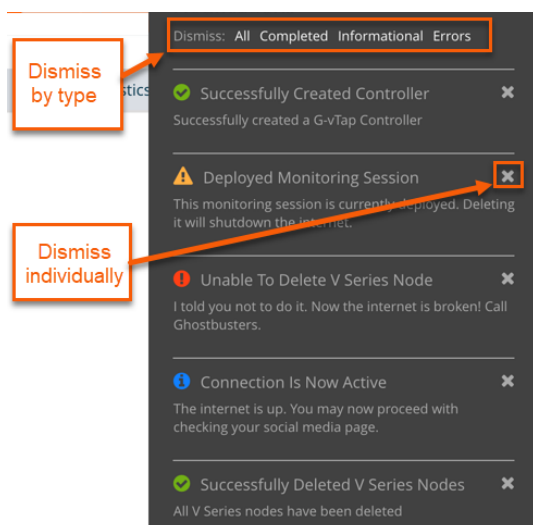 Dismiss: All Completed Informational Errors
Dismiss
by type
stics
Successfully Created Controller
Successfully created a G-vTap Controller
Deployed Monitoring Session
This monitoring session is currently deployed. Deleting
it will shutdown the internet.
Dismiss
individually
Unable To Delete V Series Node
I told you not to do it. Now the internet is broken! Call
Ghostbusters.
Connection Is Now Active
The internet is up. You may now proceed with
checking your social media page.
Successfully Deleted V Series Nodes
All V Series nodes have been deleted